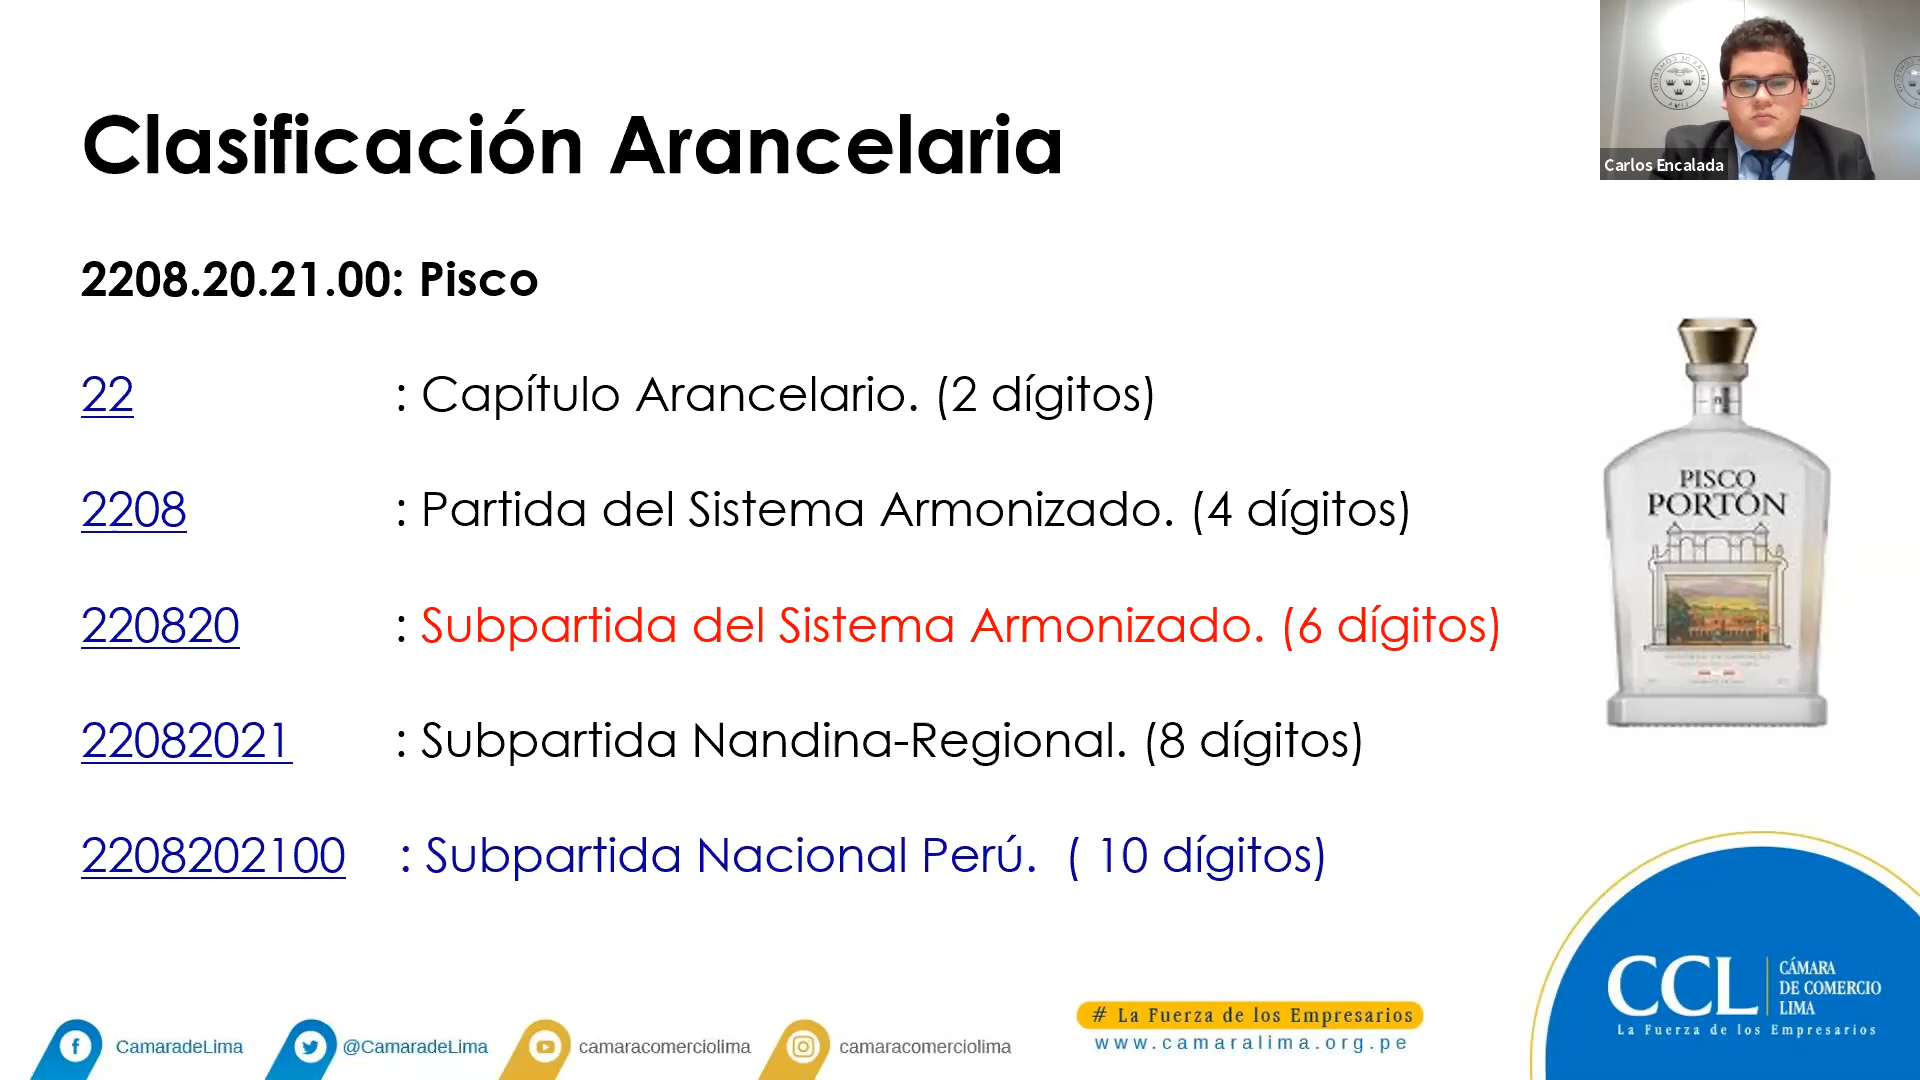 Clasificación Arancelaria
Carlos Encalada
2208.20.21.00: Pisco
22 : Capítulo Arancelario. (2 dígitos)
2208 : Partida del Sistema Armonizado. (4 dígitos)
220820 : Subpartida del Sistema Armonizado. (6 dígitos)
22082021 : Subpartida Nandina-Regional. (8 dígitos)
2208202100 : Subpartida Nacional Perú. ( 10 dígitos)
PISCO
PORTÓN
CCL
CÁMARA
DE COMERCIO
LIMA
La Fuerza de los Empresarios
# La Fuerza de los Empresarios
www.camaralima.org.pe
CamaradeLima
@CamaradeLima
camaracomerciolima
camaracomerciolima